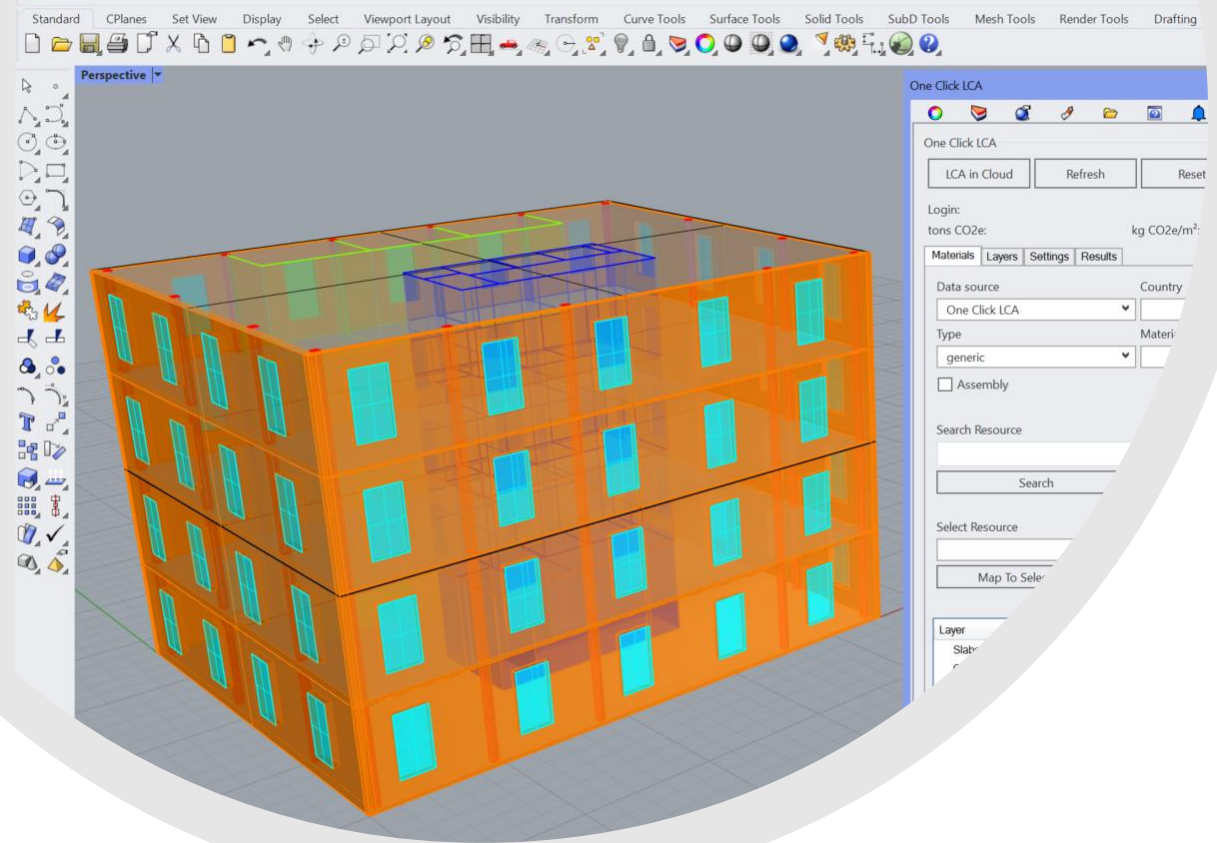 Standard CPlanes Set View Display Select Viewport Layout Visibility Transform Curve Tools Surface Tools Solid Tools SubD Tools Mesh Tools Render Tools Drafting
Perspective
One Click LCA
One Click LCA
LCA in Cloud Refresh Reset
Login:
tons CO2e: kg CO2e/m²:
Materials Layers Settings Results
Data source Country
One Click LCA
Type
generic
Assembly
Search Resource
Search
Select Resource
Map To
Layer